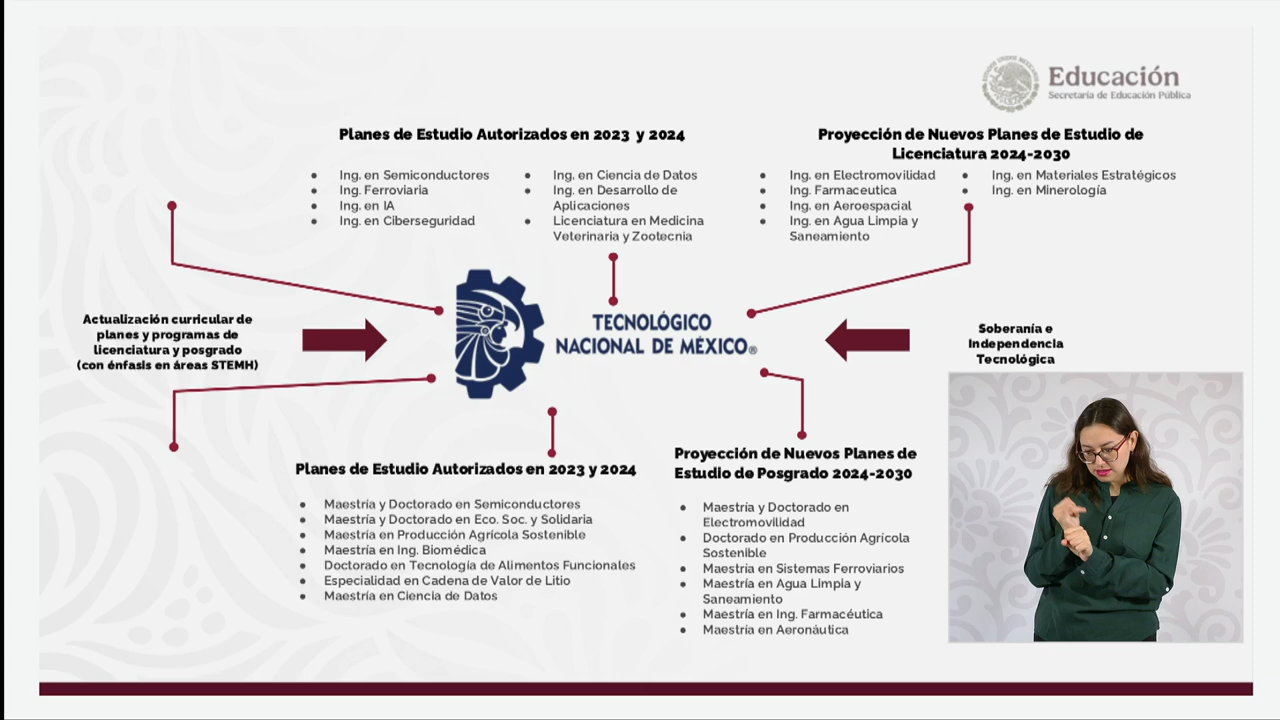 Educación
Secretaría de Educación Pública
Planes de Estudio Autorizados en 2023 y 2024
• Ing. en Semiconductores
• Ing. Ferroviaria
• Ing. en IA
• Ing. en Ciberseguridad
• Ing. en Ciencia de Datos
• Ing. en Desarrollo de
Aplicaciones
• Licenciatura en Medicina
Veterinaria y Zootecnia
Proyección de Nuevos Planes de Estudio de
Licenciatura 2024-2030
• Ing. en Electromovilidad
• Ing. Farmaceutica
• Ing. en Aeroespacial
• Ing. en Agua Limpia y
Saneamiento
• Ing. en Materiales Estratégicos
• Ing. en Minerología
Actualización curricular de
planes y programas de
licenciatura y posgrado
(con énfasis en áreas STEMH)
TECNOLÓGICO
NACIONAL DE MÉXICO®
Soberanía e
Independencia
Tecnológica
Planes de Estudio Autorizados en 2023 y 2024
• Maestría y Doctorado en Semiconductores
• Maestría y Doctorado en Eco. Soc. y Solidaria
• Maestría en Producción Agrícola Sostenible
• Maestría en Ing. Biomédica
• Doctorado en Tecnología de Alimentos Funcionales
• Especialidad en Cadena de Valor de Litio
• Maestría en Ciencia de Datos
Proyección de Nuevos Planes de
Estudio de Posgrado 2024-2030
• Maestría y Doctorado en
Electromovilidad
• Doctorado en Producción Agrícola
Sostenible
• Maestría en Sistemas Ferroviarios
• Maestría en Agua Limpia y
Saneamiento
• Maestría en Ing. Farmacéutica
• Maestría en Aeronáutica